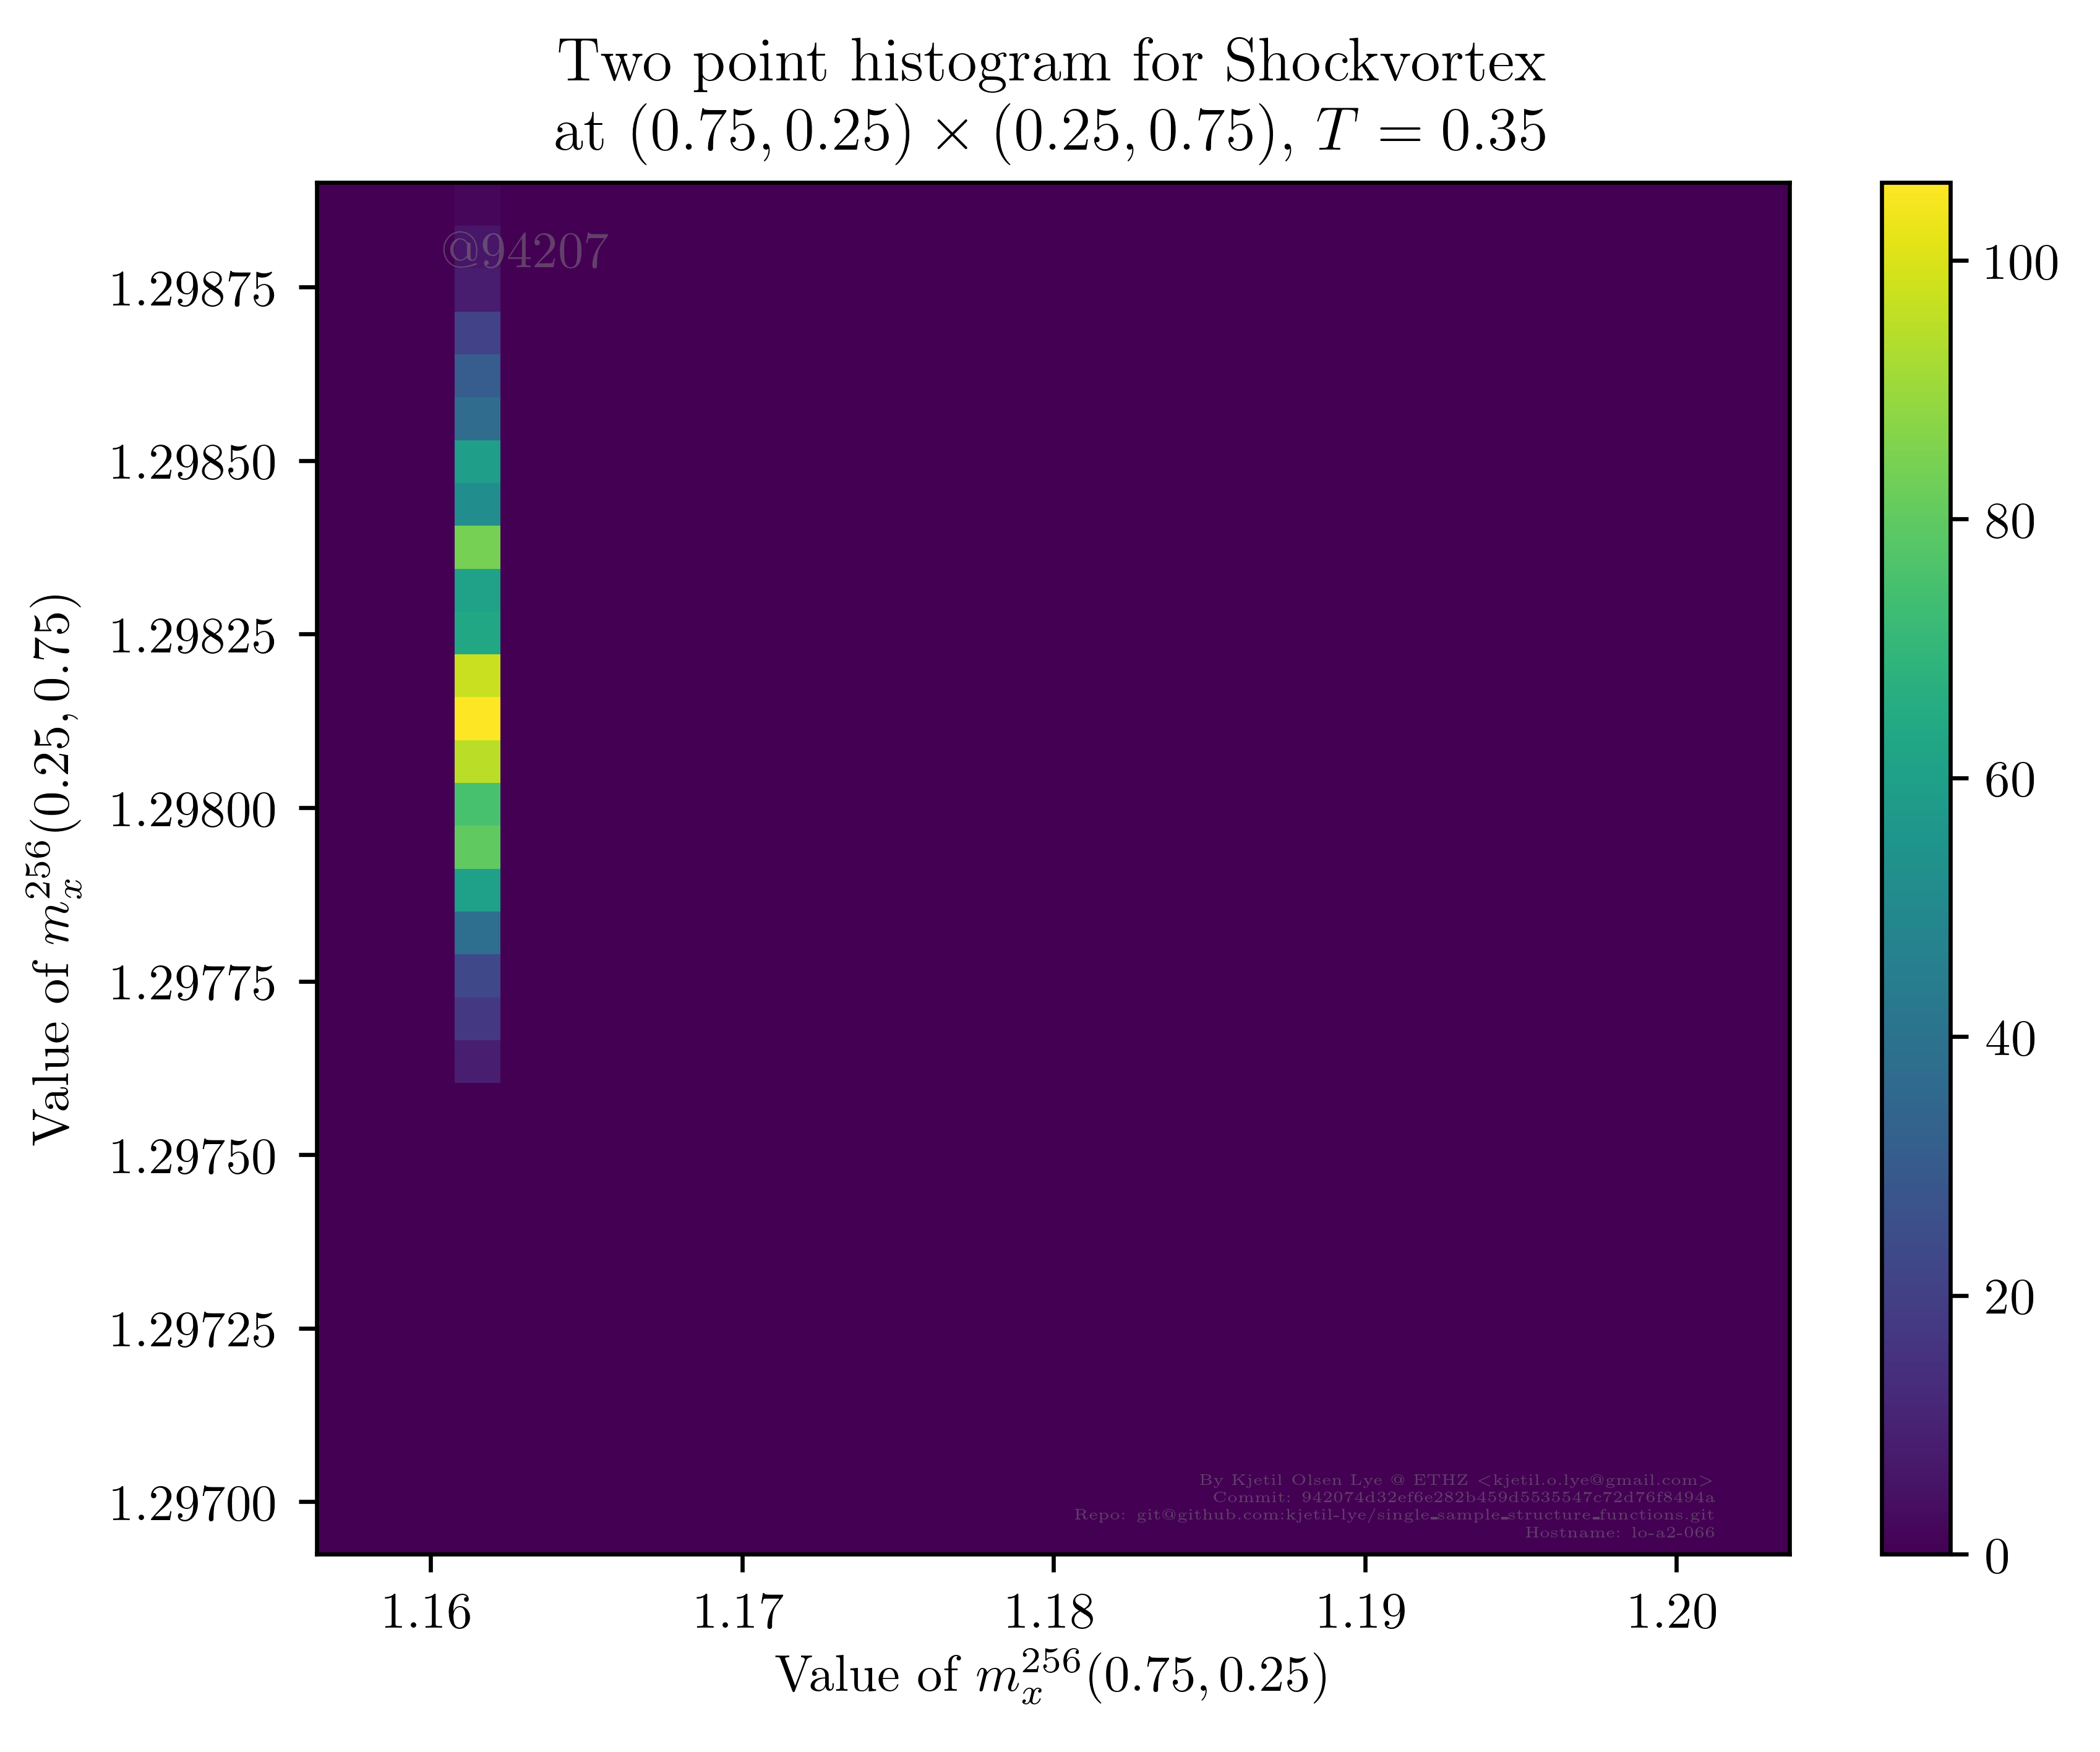 Two point histogram for Shockvortex
at (0.75, 0.25) × (0.25, 0.75), T = 0.35
@94207
1.29875
1.29850
1.29825
1.29800
1.29775
1.29750
1.29725
1.29700
Value of m_x^256(0.25, 0.75)
100
80
60
40
20
0
By Kjetil Olsen Lye @ ETHZ <kjetil.o.lye@gmail.com>
Commit: 942074d32ef6e282b459d5535547c72d76f8494a
Repo: git@github.com:kjetil-lye/single_sample_structure_functions.git
Hostname: lo-a2-066
1.16 1.17 1.18 1.19 1.20
Value of m_x^256(0.75, 0.25)